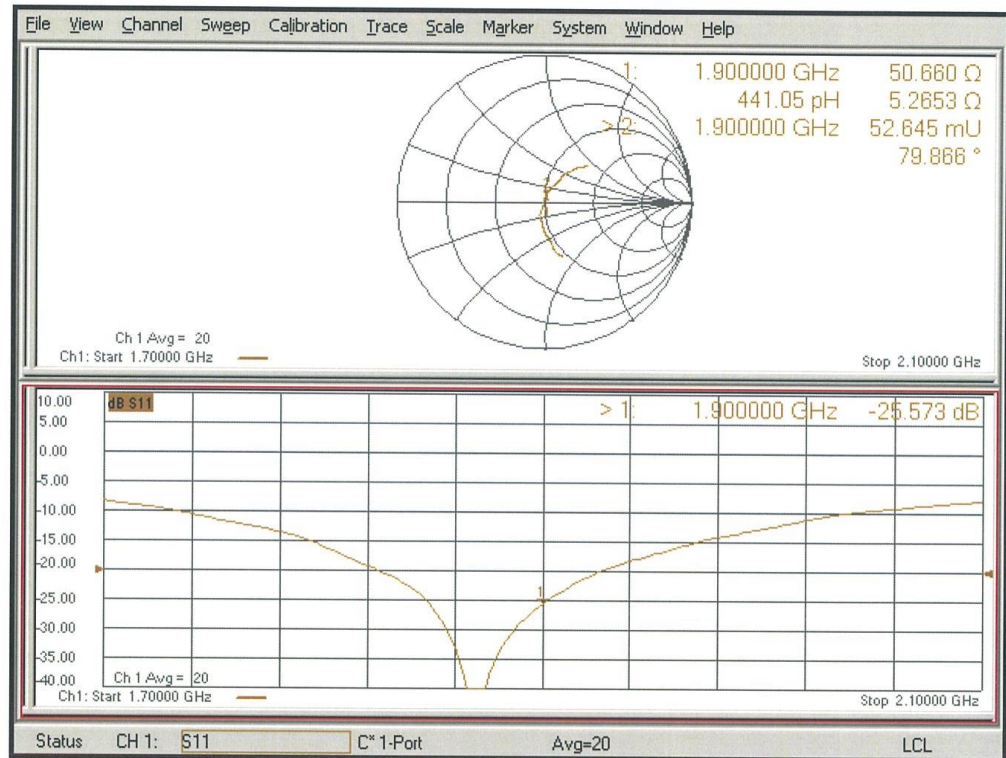 File View Channel Sweep Calibration Trace Scale Marker System Window Help
1: 1.900000 GHz 50.660 Ω
441.05 pH 5.2653 Ω
> 2: 1.900000 GHz 52.645 mU
79.866 °
Ch 1 Avg = 20
Ch1: Start 1.70000 GHz
Stop 2.10000 GHz
10.00 dB S11 > 1: 1.900000 GHz -25.573 dB
5.00
0.00
-5.00
-10.00
-15.00
-20.00
-25.00 1
-30.00
-35.00
-40.00 Ch 1 Avg = 20
Ch1: Start 1.70000 GHz
Stop 2.10000 GHz
Status CH 1: S11 C* 1-Port Avg=20 LCL